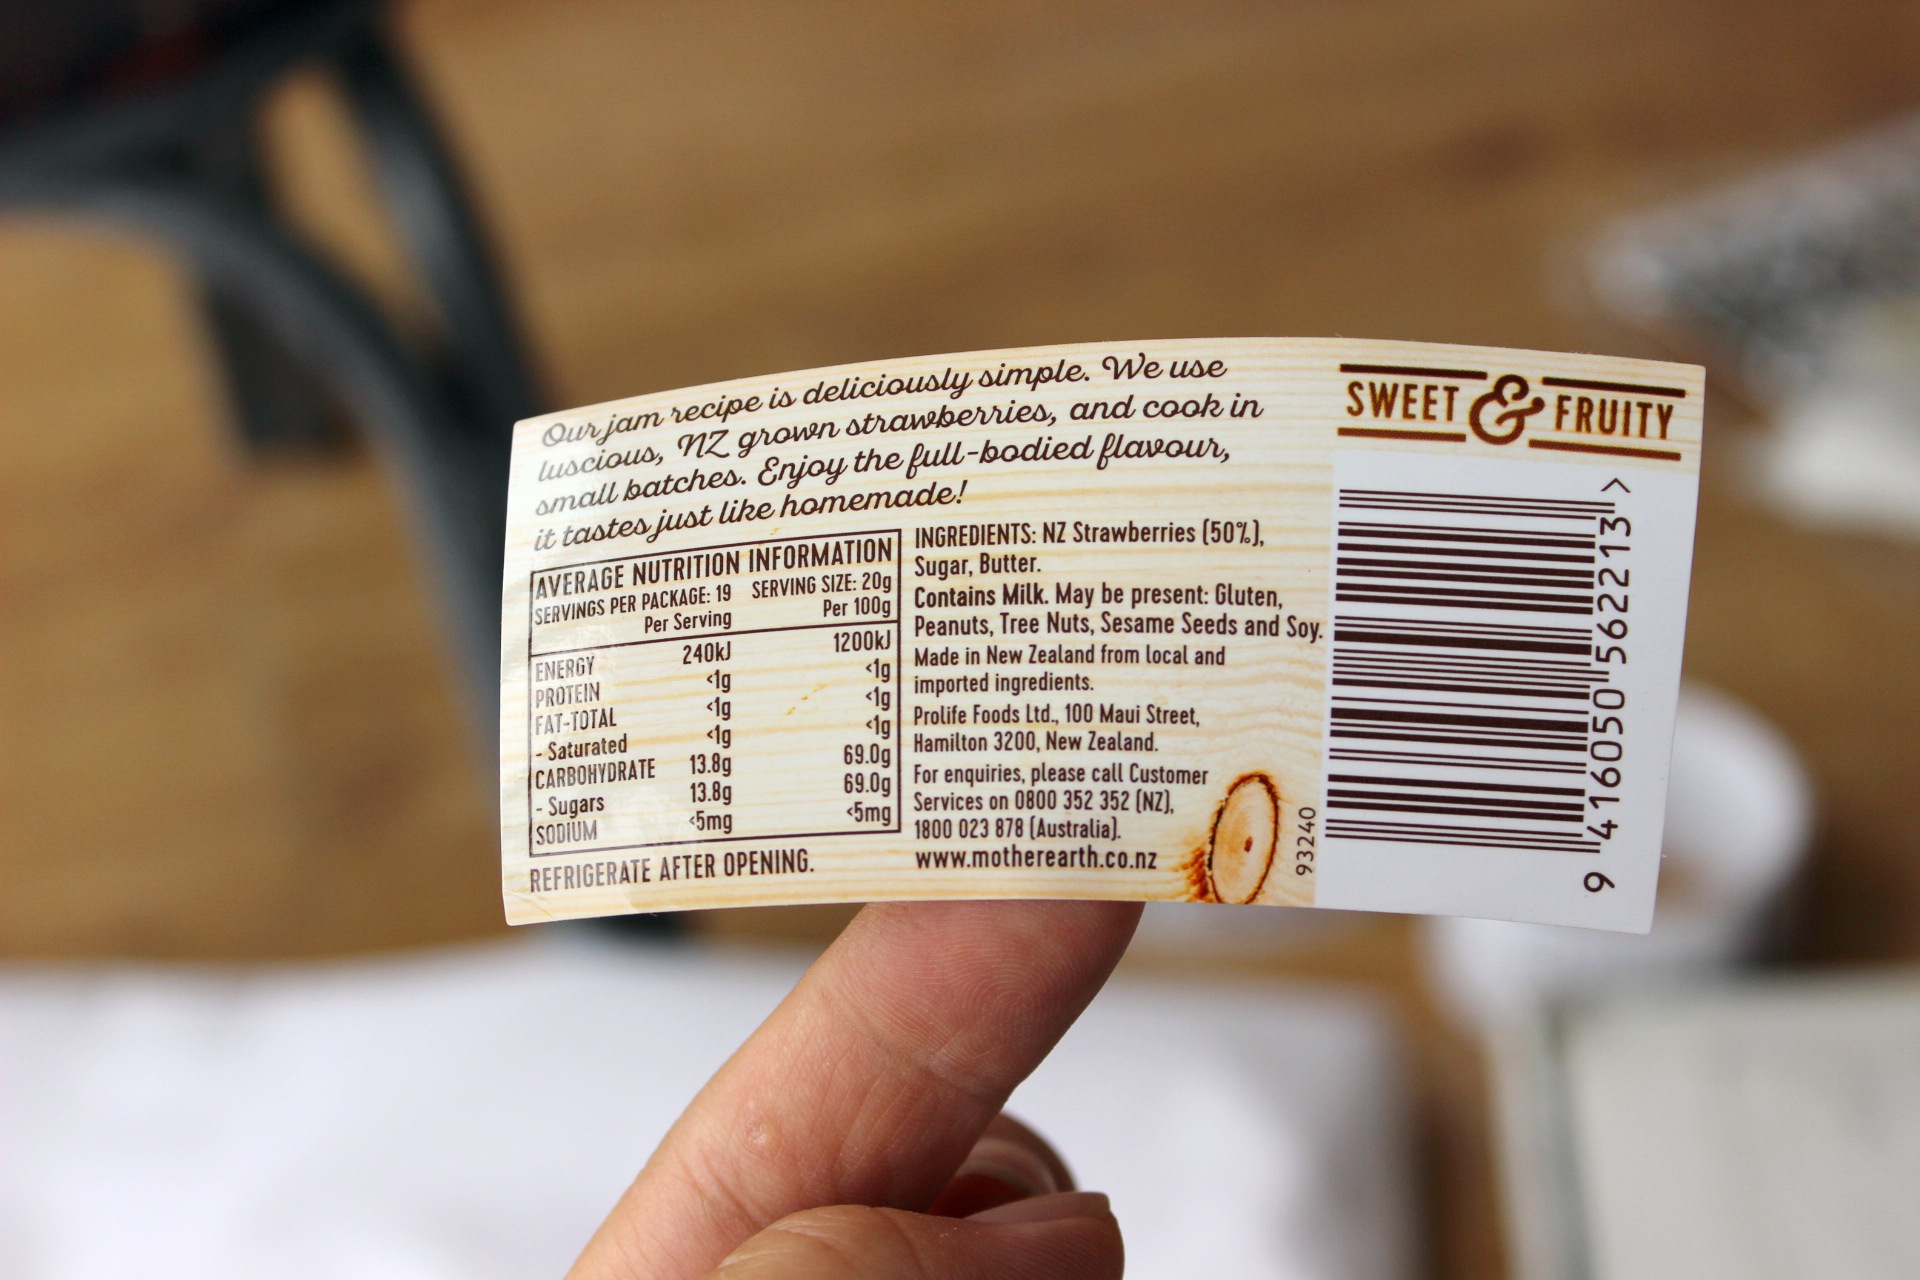 Our jam recipe is deliciously simple. We use
luscious, NZ grown strawberries, and cook in
small batches. Enjoy the full-bodied flavour,
it tastes just like homemade!
AVERAGE NUTRITION INFORMATION
SERVINGS PER PACKAGE: 19 SERVING SIZE: 20g
Per Serving Per 100g
ENERGY 240kJ 1200kJ
PROTEIN <1g <1g
FAT-TOTAL <1g <1g
- Saturated <1g <1g
CARBOHYDRATE 13.8g 69.0g
- Sugars 13.8g 69.0g
SODIUM <5mg <5mg
REFRIGERATE AFTER OPENING.
INGREDIENTS: NZ Strawberries (50%),
Sugar, Butter.
Contains Milk. May be present: Gluten,
Peanuts, Tree Nuts, Sesame Seeds and Soy.
Made in New Zealand from local and
imported ingredients.
Prolife Foods Ltd., 100 Maui Street,
Hamilton 3200, New Zealand.
For enquiries, please call Customer
Services on 0800 352 352 (NZ),
1800 023 878 (Australia).
www.motherearth.co.nz
93240
SWEET & FRUITY
9 416050 562213 >